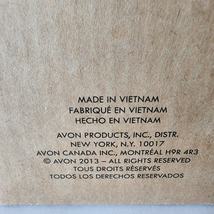 MADE IN VIETNAM
FABRIQUÉ EN VIETNAM
HECHO EN VIETNAM
AVON PRODUCTS, INC., DISTR.
NEW YORK, N.Y. 10017
AVON CANADA INC., MONTRÉAL H9R 4R3
© AVON 2013 – ALL RIGHTS RESERVED
TOUS DROITS RÉSERVÉS
TODOS LOS DERECHOS RESERVADOS